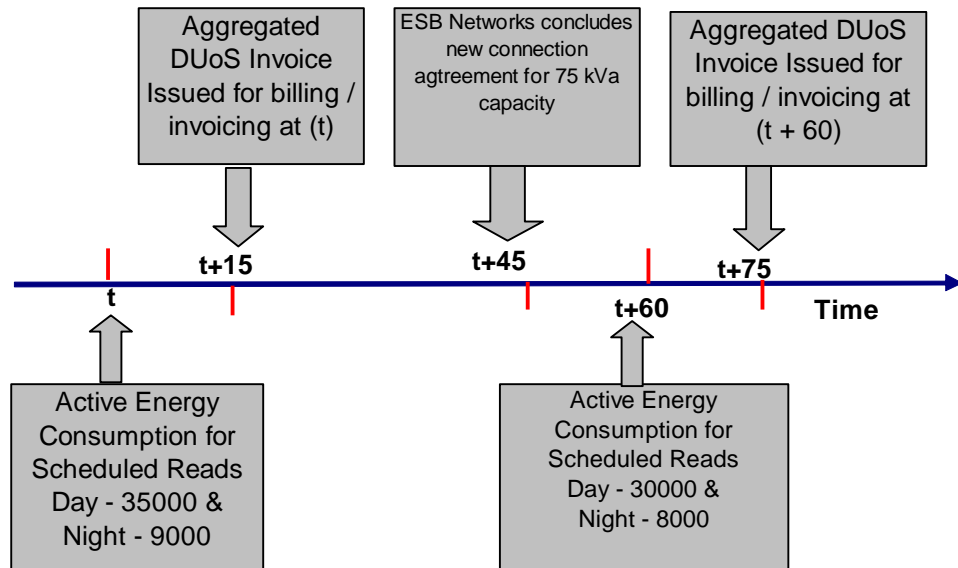 Aggregated
DUoS Invoice
Issued for billing /
invoicing at (t)
ESB Networks concludes
new connection
agtreement for 75 kVa
capacity
Aggregated DUoS
Invoice Issued for
billing / invoicing at
(t + 60)
t+15
t+45
t+75
t
t+60
Time
Active Energy
Consumption for
Scheduled Reads
Day - 35000 &
Night - 9000
Active Energy
Consumption for
Scheduled Reads
Day - 30000 &
Night - 8000